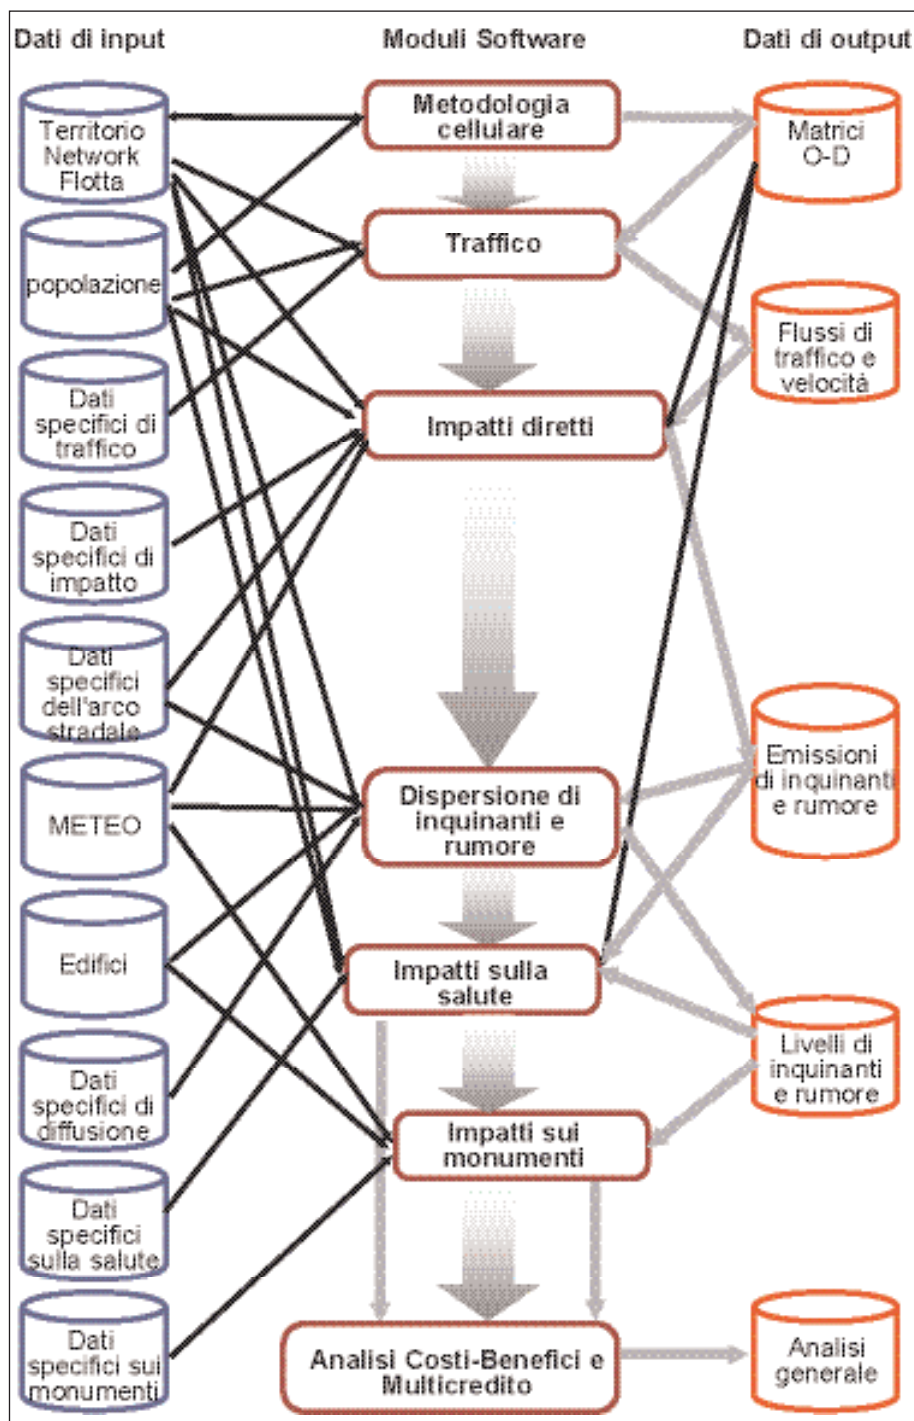 Dati di input
Moduli Software
Dati di output
Territorio
Network
Flotta
popolazione
Dati
specifici di
traffico
Dati
specifici di
impatto
Dati
specifici
dell'arco
stradale
METEO
Edifici
Dati
specifici di
diffusione
Dati
specifici
sulla salute
Dati
specifici sui
monumenti
Metodologia
cellulare
Traffico
Impatti diretti
Dispersione di
inquinanti e
rumore
Impatti sulla
salute
Impatti sui
monumenti
Analisi Costi-Benefici e
Multicredito
Matrici
O-D
Flussi di
traffico e
velocità
Emissioni
di inquinanti
e rumore
Livelli di
inquinanti
e rumore
Analisi
generale